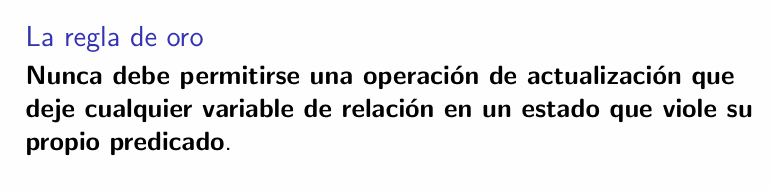 La regla de oro
Nunca debe permitirse una operación de actualización que
deje cualquier variable de relación en un estado que viole su
propio predicado.